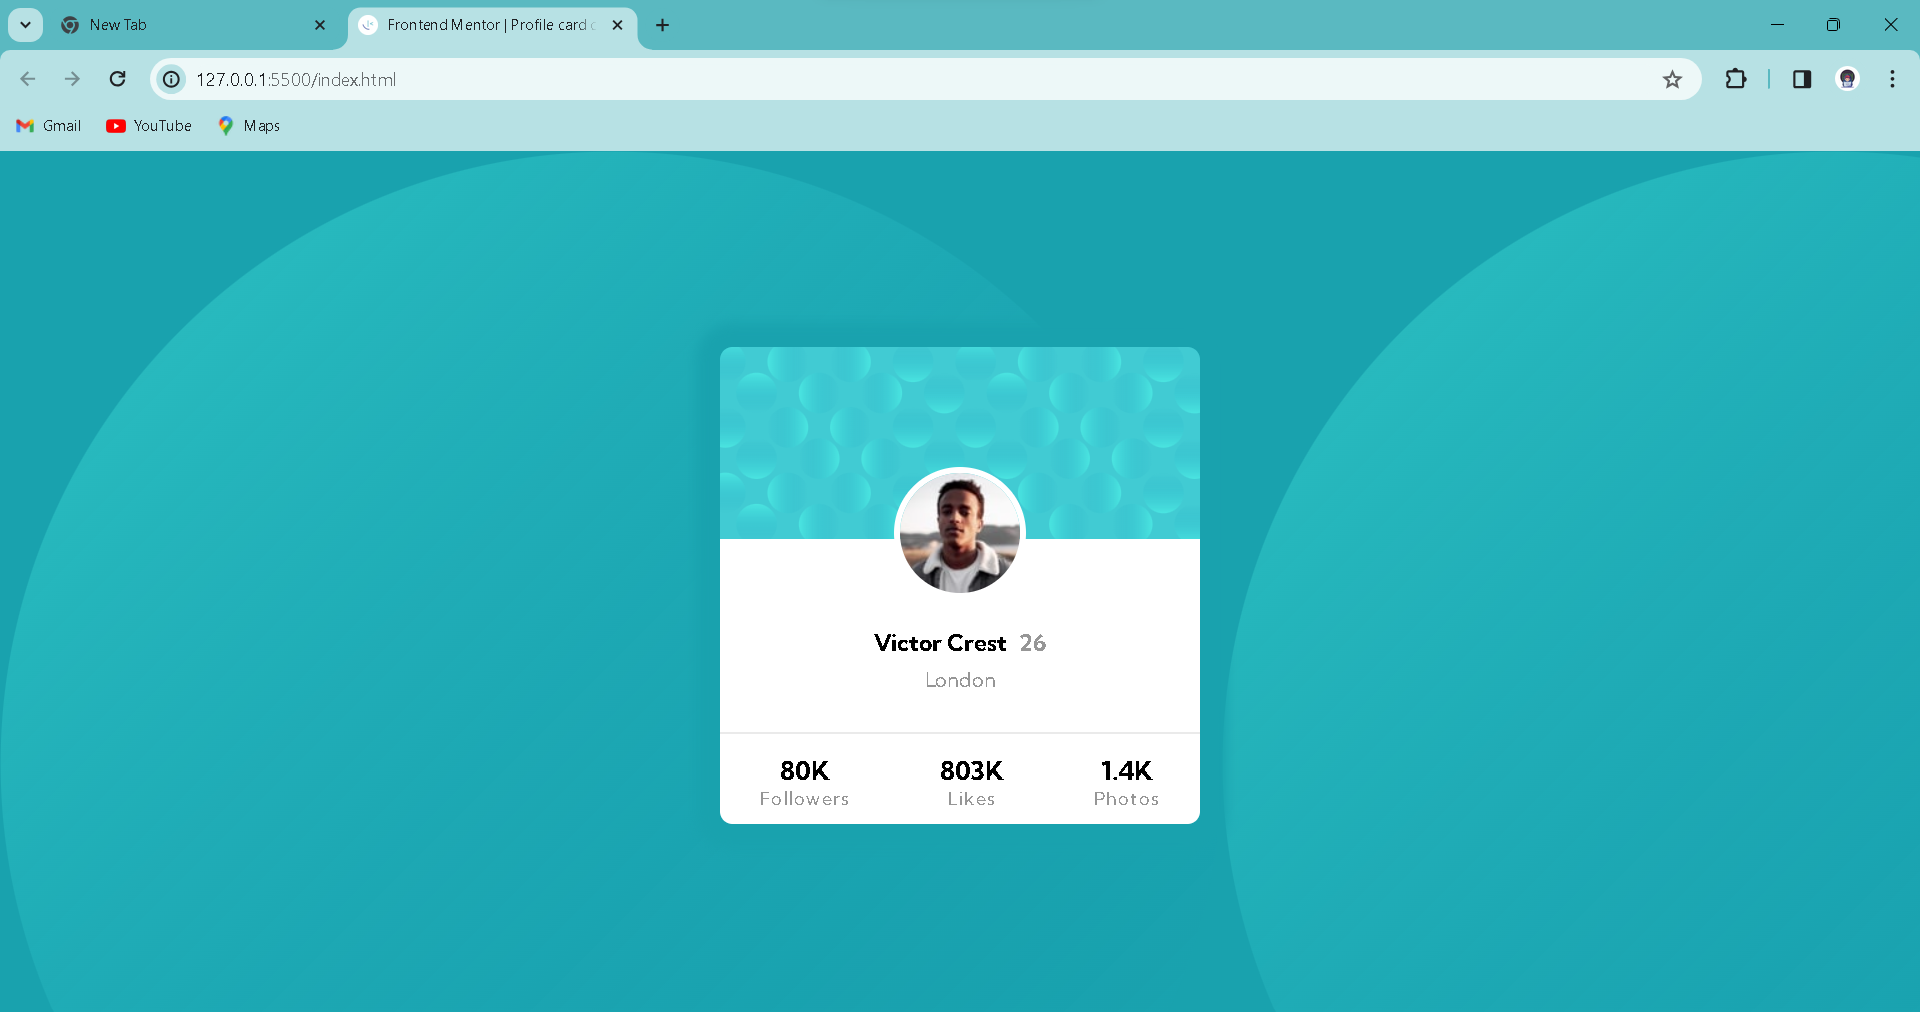 New Tab
Frontend Mentor | Profile card
127.0.0.1:5500/index.html
Gmail
YouTube
Maps
Victor Crest 26
London
80K 803K 1.4K
Followers Likes Photos